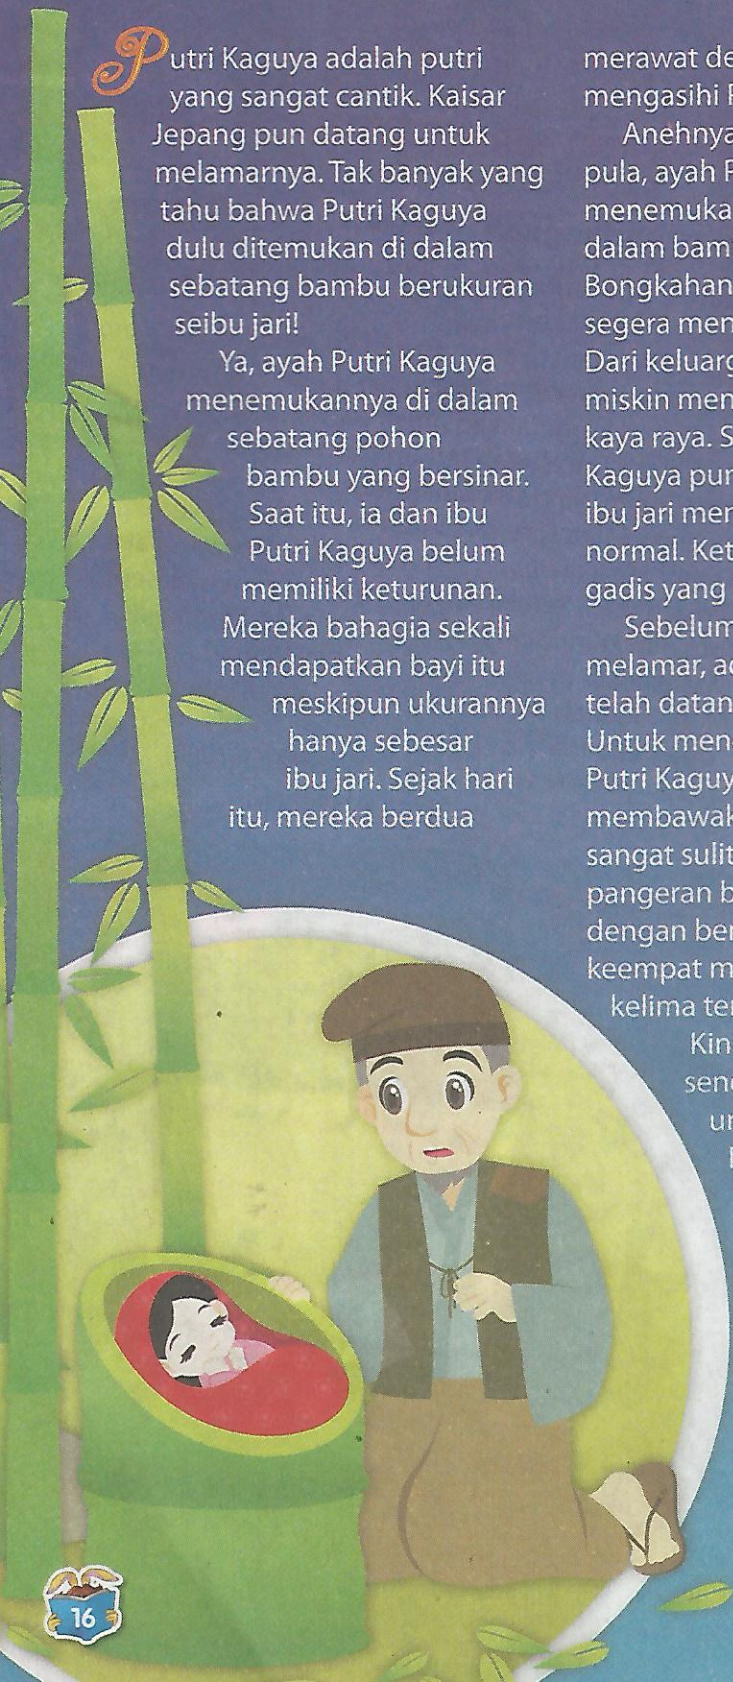 Putri Kaguya adalah putri
yang sangat cantik. Kaisar
Jepang pun datang untuk
melamarnya. Tak banyak yang
tahu bahwa Putri Kaguya
dulu ditemukan di dalam
sebatang bambu berukuran
seibu jari!
Ya, ayah Putri Kaguya
menemukannya di dalam
sebatang pohon
bambu yang bersinar.
Saat itu, ia dan ibu
Putri Kaguya belum
memiliki keturunan.
Mereka bahagia sekali
mendapatkan bayi itu
meskipun ukurannya
hanya sebesar
ibu jari. Sejak hari
itu, mereka berdua
merawat de
mengasihi
Anehnya
pula, ayah
menemuka
dalam bam
Bongkahan
segera men
Dari keluarg
miskin men
kaya raya. S
Kaguya pun
ibu jari men
normal. Ket
gadis yang
Sebelum
melamar, ad
telah datan
Untuk men
Putri Kaguy
membawak
sangat sulit
pangeran b
dengan ber
keempat m
kelima ter
Kin
send
un
16